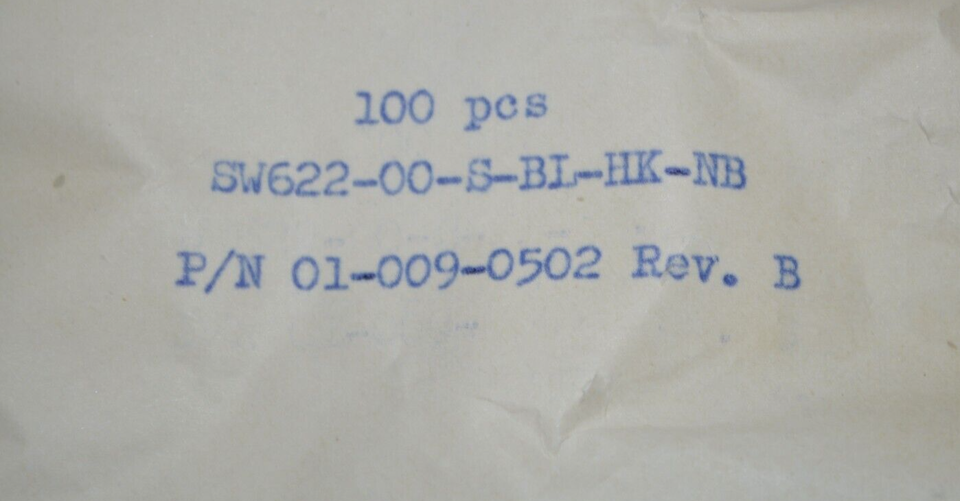 100 pcs
SW622-00-S-BL-HK-NB
P/N 01-009-0502 Rev. B